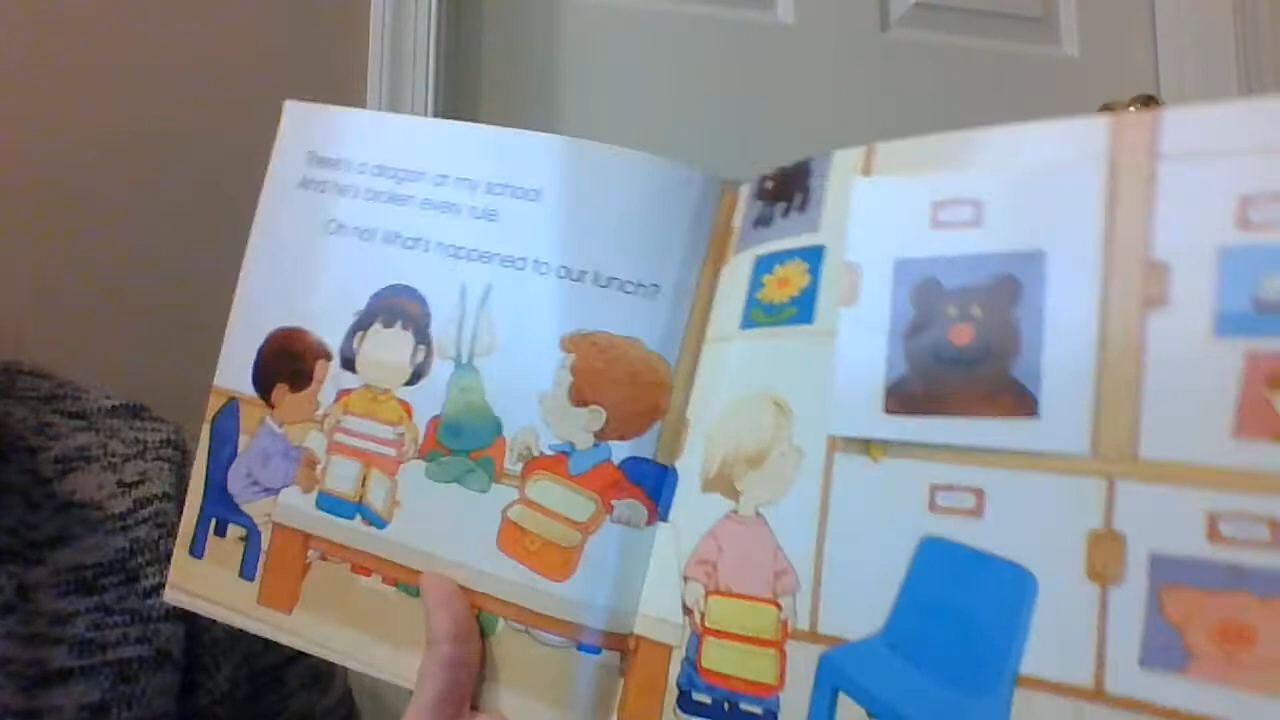 There's a dragon at my school
And he's broken every rule.
Oh no! What's happened to our lunch?